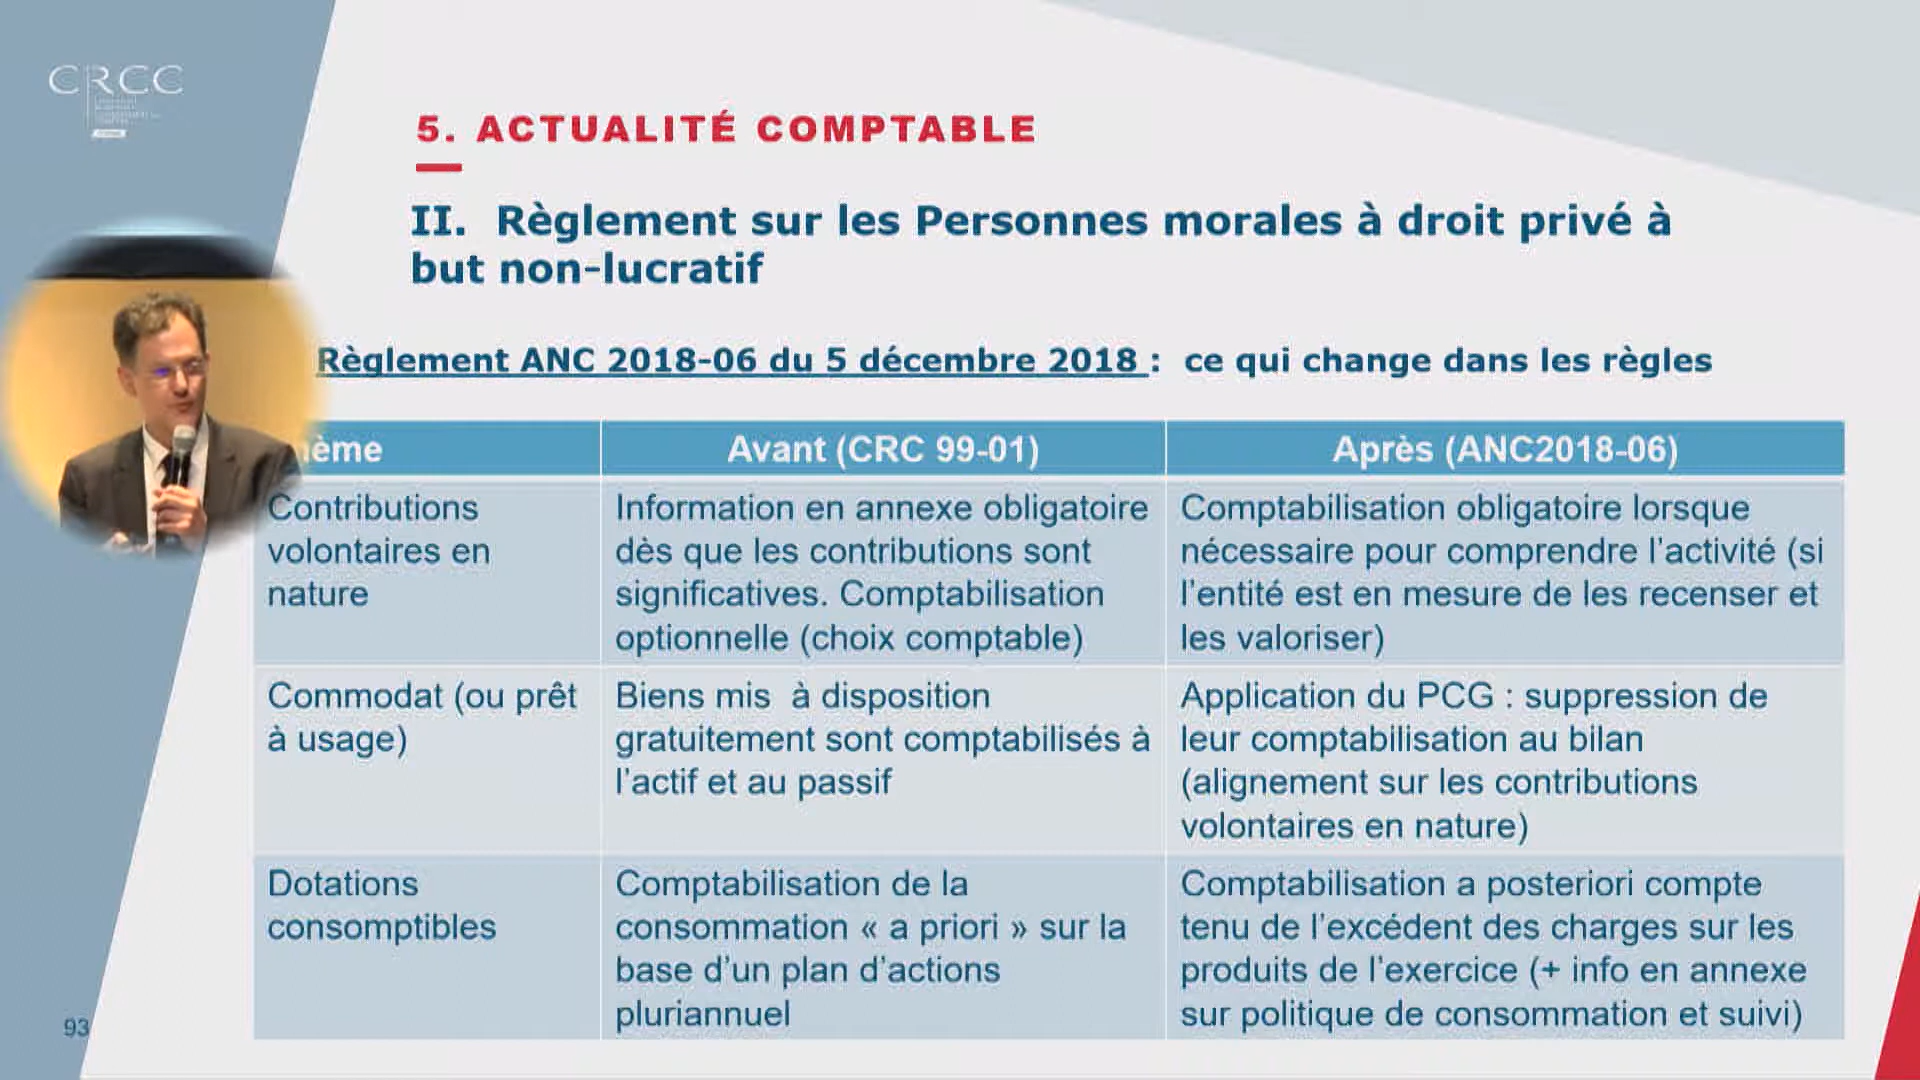 CRCC
5. ACTUALITÉ COMPTABLE
II. Règlement sur les Personnes morales à droit privé à
but non-lucratif
Règlement ANC 2018-06 du 5 décembre 2018 : ce qui change dans les règles
ème
Avant (CRC 99-01)
Après (ANC2018-06)
Contributions
volontaires en
nature
Information en annexe obligatoire
dès que les contributions sont
significatives. Comptabilisation
optionnelle (choix comptable)
Comptabilisation obligatoire lorsque
nécessaire pour comprendre l’activité (si
l’entité est en mesure de les recenser et
les valoriser)
Commodat (ou prêt
à usage)
Biens mis à disposition
gratuitement sont comptabilisés à
l’actif et au passif
Application du PCG : suppression de
leur comptabilisation au bilan
(alignement sur les contributions
volontaires en nature)
Dotations
consomptibles
Comptabilisation de la
consommation « a priori » sur la
base d’un plan d’actions
pluriannuel
Comptabilisation a posteriori compte
tenu de l’excédent des charges sur les
produits de l’exercice (+ info en annexe
sur politique de consommation et suivi)
93